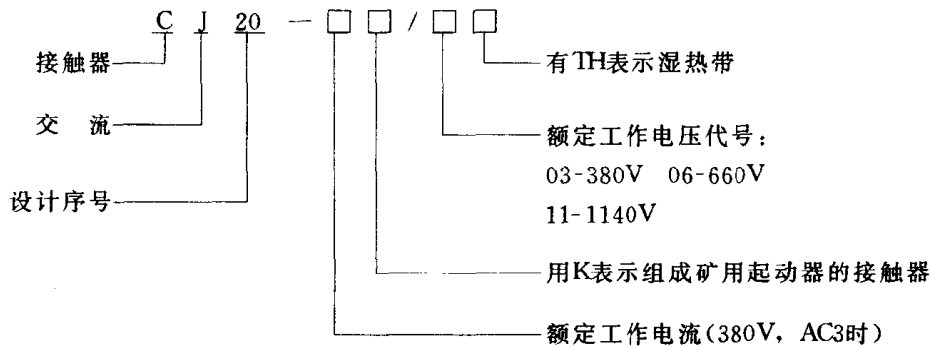 C J 20 — □ □ / □ □
接触器
有TH表示湿热带
交 流
额定工作电压代号：
03-380V 06-660V
设计序号
11-1140V
用K表示组成矿用起动器的接触器
额定工作电流(380V，AC3时)